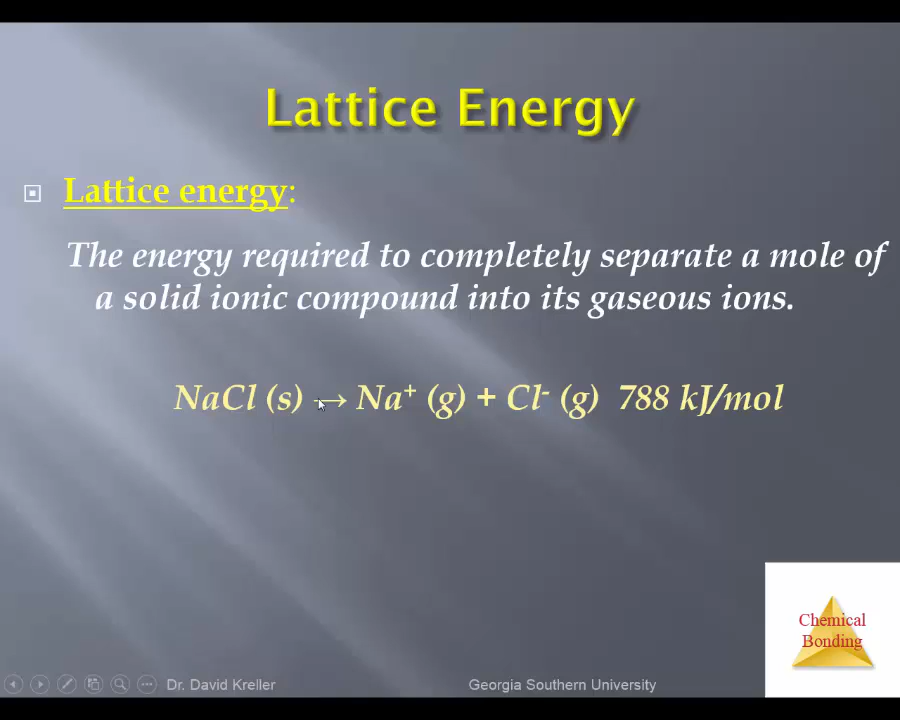 Lattice Energy
Lattice energy:
The energy required to completely separate a mole of
a solid ionic compound into its gaseous ions.
NaCl (s) → Na⁺ (g) + Cl⁻ (g) 788 kJ/mol
Chemical
Bonding
Dr. David Kreller
Georgia Southern University